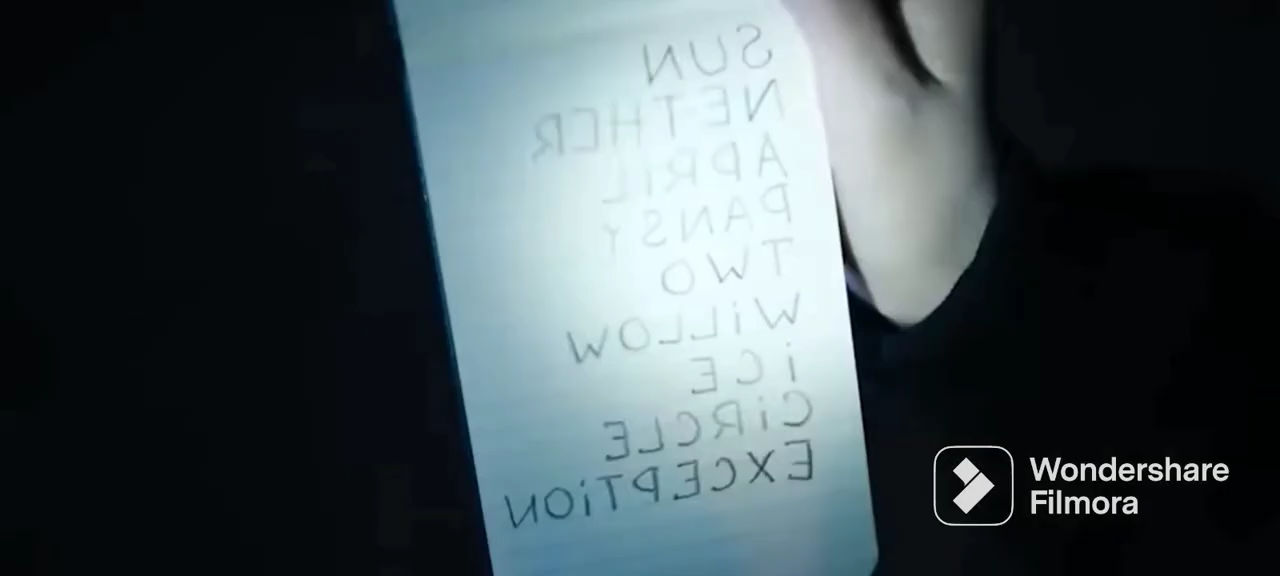 SUN
NETHER
APRiL
PANSY
TWO
WiLLOW
iCE
CiRCLE
EXCEPTiON
Wondershare
Filmora